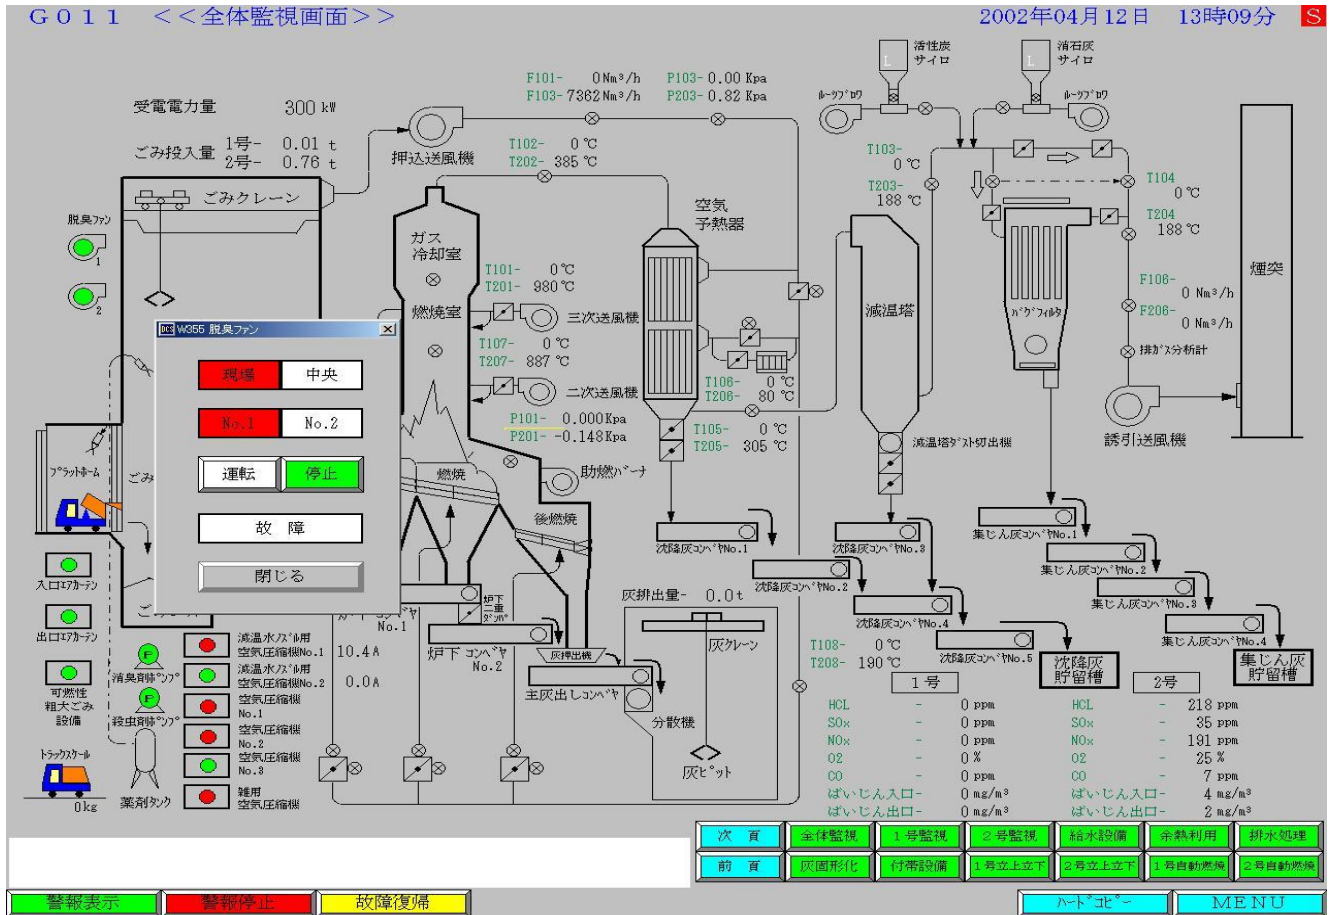 G011 <<全体監視画面>>
2002年04月12日 13時09分 S
受電電力量 300 kW
ごみ投入量 1号- 0.01 t
2号- 0.76 t
F101- 0 Nm³/h P103- 0.00 Kpa
F103- 7362 Nm³/h P203- 0.82 Kpa
押込送風機
T102- 0 ℃
T202- 385 ℃
活性炭
サイロ
L
消石灰
サイロ
L
ルーツブロワ
ルーツブロワ
T103-
0 ℃
T203-
188 ℃
T104
0 ℃
T204
188 ℃
F106-
0 Nm³/h
F206-
0 Nm³/h
排ガス分析計
誘引送風機
煙突
バグフィルタ
脱臭ファン
1
2
ごみクレーン
ガス
冷却室
燃焼室
T101- 0℃
T201- 980℃
三次送風機
T107- 0 ℃
T207- 887 ℃
二次送風機
P101- 0.000Kpa
P201- -0.148Kpa
助燃バーナ
燃焼
後燃焼
空気
予熱器
T106- 0 ℃
T206- 80 ℃
T105- 0 ℃
T205- 305 ℃
減温塔
減温塔ダスト切出機
DCS W355 脱臭ファン
現場 中央
No.1 No.2
運転 停止
故 障
閉じる
プラットホーム
入口エアカーテン
出口エアカーテン
可燃性
粗大ごみ
設備
トラックスケール
0kg
P
消臭剤ポンプ
P
殺虫剤ポンプ
薬剤タンク
減温水ノズル用
空気圧縮機No.1 10.4A
減温水ノズル用
空気圧縮機No.2 0.0A
空気圧縮機
No.1
空気圧縮機
No.2
空気圧縮機
No.3
雑用
空気圧縮機
No.1
炉下
二重
ダンパ
炉下コンベヤ
No.2
灰押出機
主灰出しコンベヤ
分散機
灰排出量- 0.0t
灰クレーン
灰ピット
沈降灰コンベヤNo.1
沈降灰コンベヤNo.2
沈降灰コンベヤNo.3
沈降灰コンベヤNo.4
沈降灰コンベヤNo.5
沈降灰
貯留槽
集じん灰コンベヤNo.1
集じん灰コンベヤNo.2
集じん灰コンベヤNo.3
集じん灰コンベヤNo.4
集じん灰
貯留槽
T108- 0℃
T208- 190℃
1号 2号
HCL - 0 ppm HCL - 218 ppm
SOx - 0 ppm SOx - 35 ppm
NOx - 0 ppm NOx - 191 ppm
O2 - 0 % O2 - 25 %
CO - 0 ppm CO - 7 ppm
ばいじん入口- 0 mg/m³ ばいじん入口- 4 mg/m³
ばいじん出口- 0 mg/m³ ばいじん出口- 2 mg/m³
次 頁 全体監視 1号監視 2号監視 給水設備 余熱利用 排水処理
前 頁 灰固形化 付帯設備 1号立上立下 2号立上立下 1号自動燃焼 2号自動燃焼
警報表示 警報停止 故障復帰 ハードコピー MENU